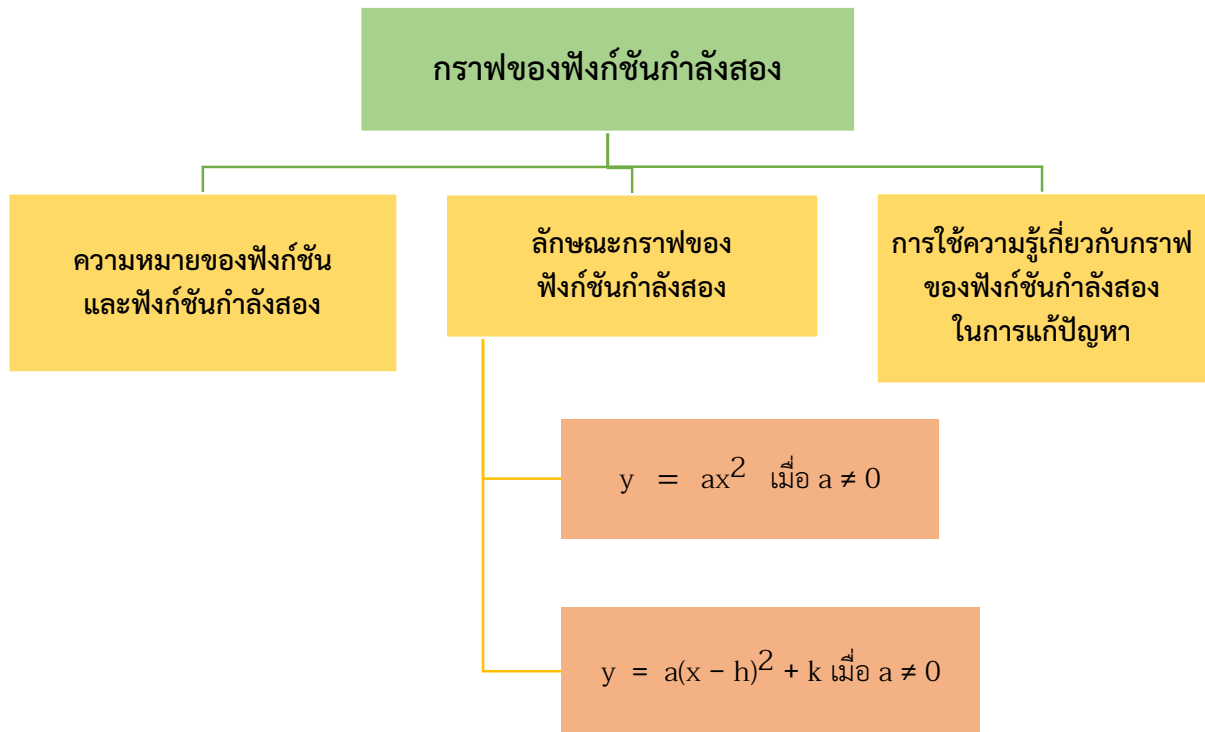 กราฟของฟังก์ชันกำลังสอง
ความหมายของฟังก์ชัน
และฟังก์ชันกำลังสอง
ลักษณะกราฟของ
ฟังก์ชันกำลังสอง
การใช้ความรู้เกี่ยวกับกราฟ
ของฟังก์ชันกำลังสอง
ในการแก้ปัญหา
y = ax² เมื่อ a ≠ 0
y = a(x − h)² + k เมื่อ a ≠ 0